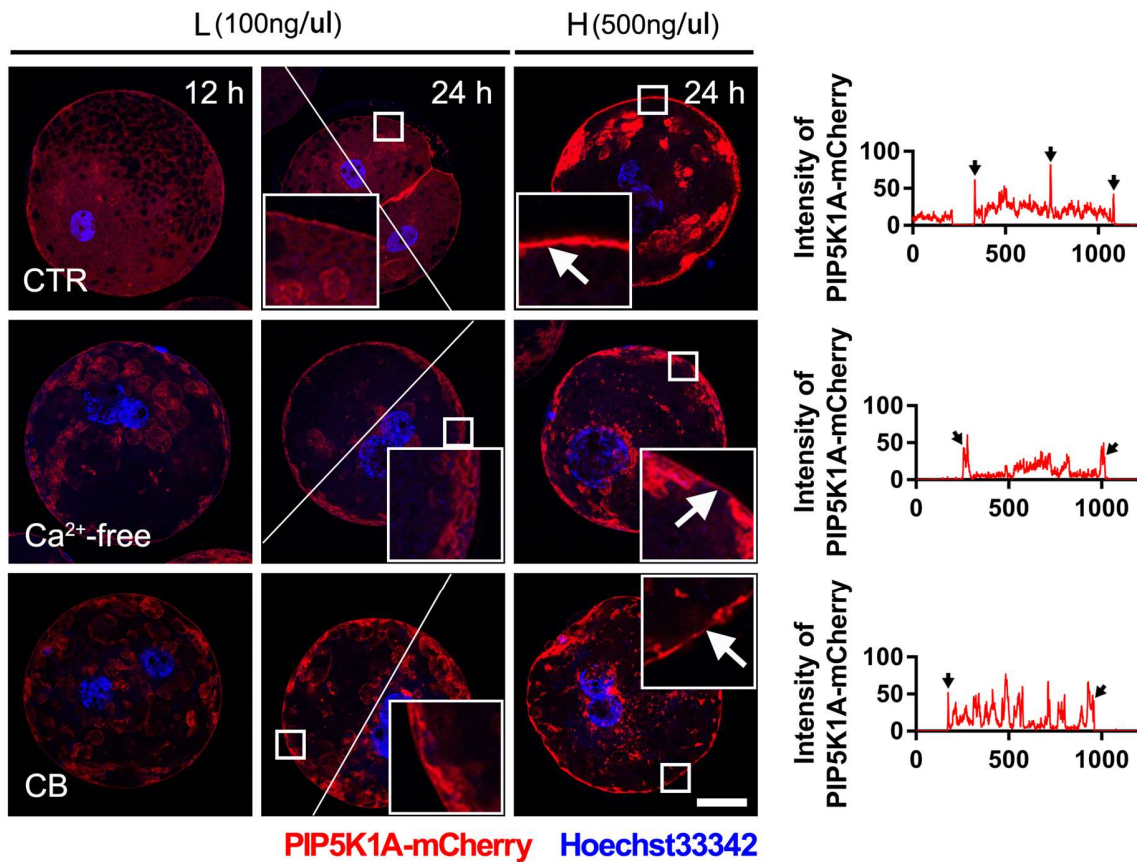 L (100ng/ul)
H (500ng/ul)
12 h
24 h
24 h
CTR
Ca²⁺-free
CB
Intensity of
PIP5K1A-mCherry
100
50
0
0
500
1000
Intensity of
PIP5K1A-mCherry
100
50
0
0
500
1000
Intensity of
PIP5K1A-mCherry
100
50
0
0
500
1000
PIP5K1A-mCherry
Hoechst33342